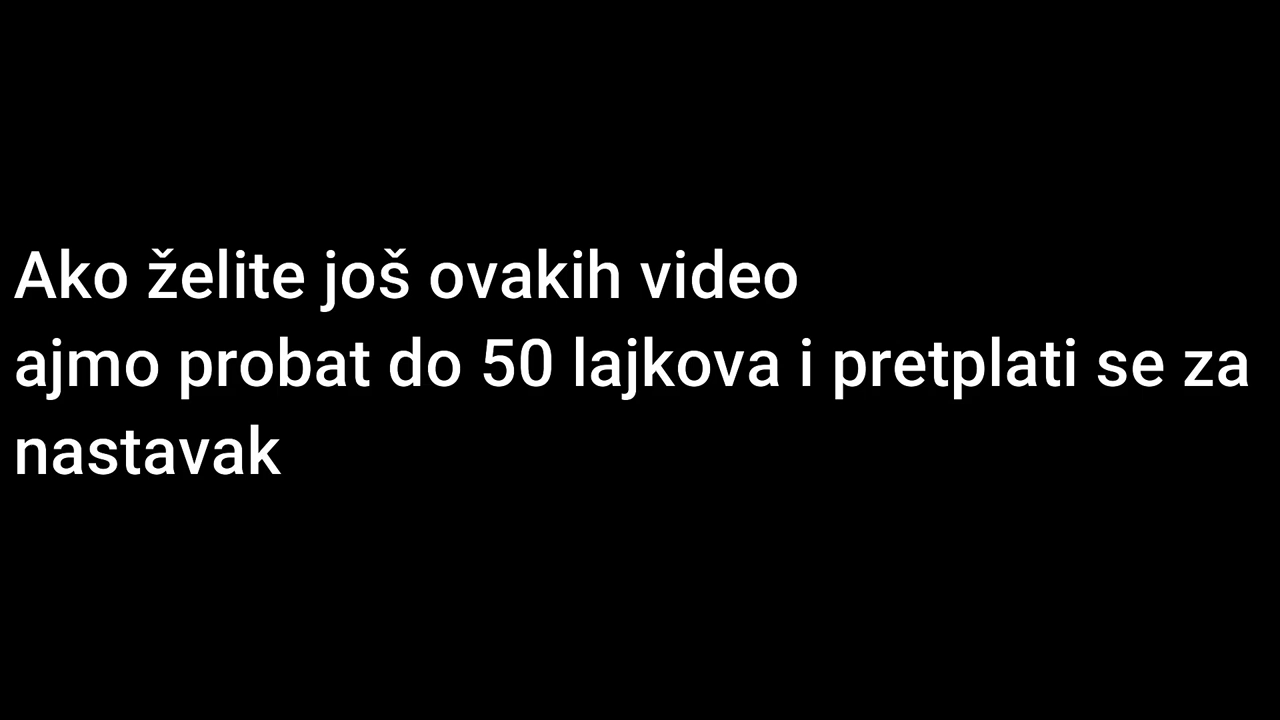 Ako želite još ovakih video
ajmo probat do 50 lajkova i pretplati se za
nastavak